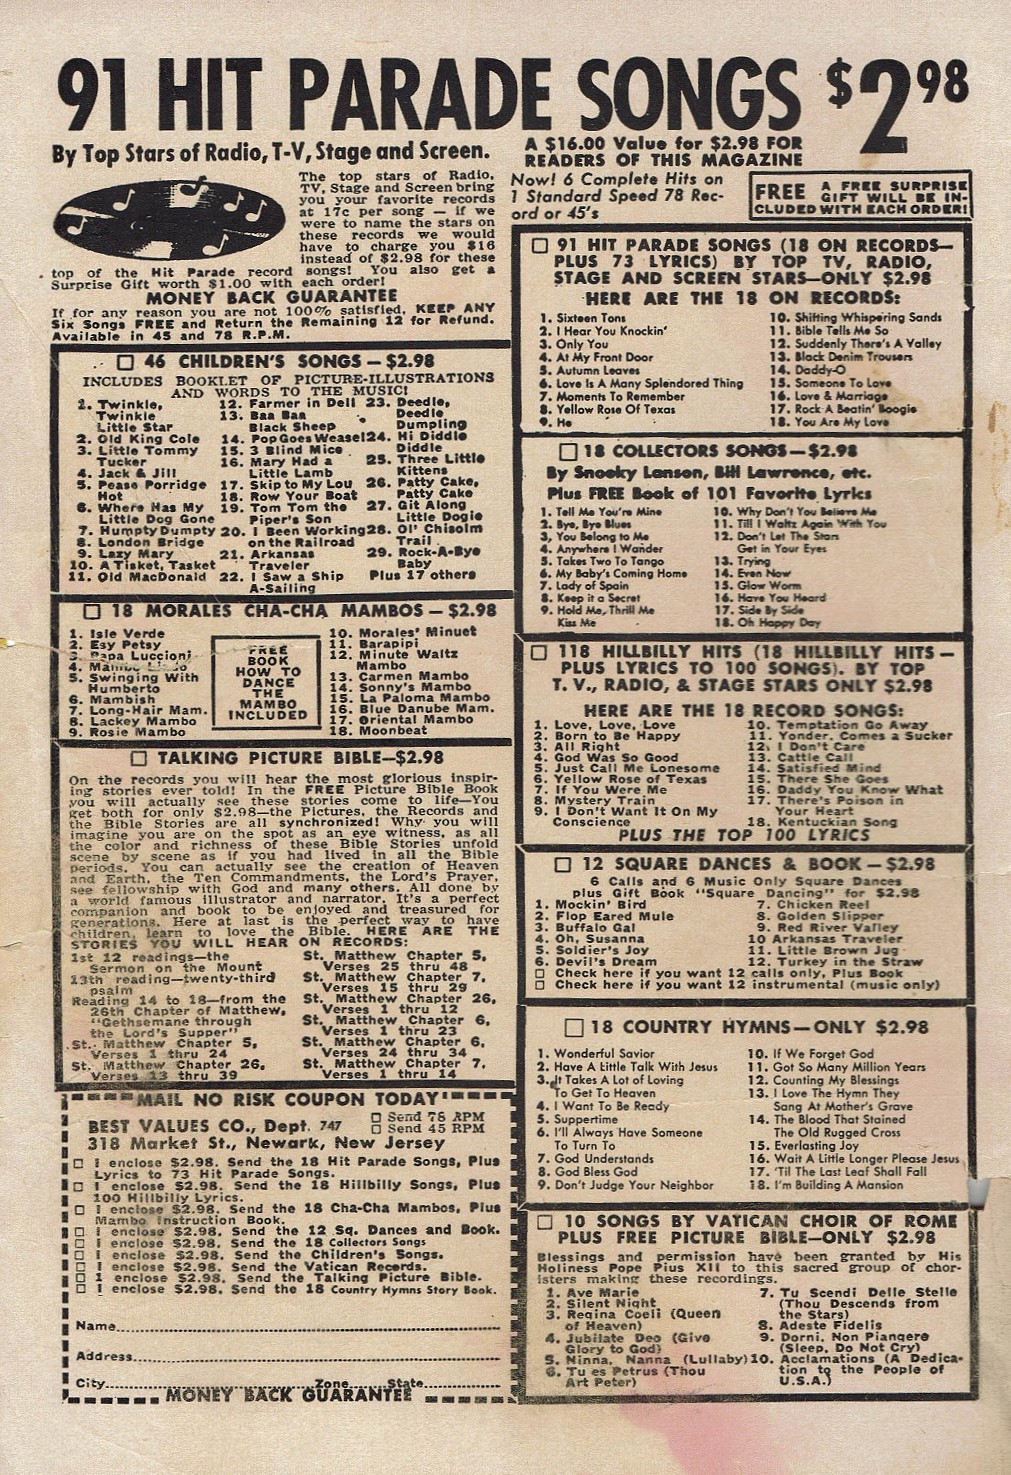 91 HIT PARADE SONGS $2.98
By Top Stars of Radio, T-V, Stage and Screen.
A $16.00 Value for $2.98 FOR
READERS OF THIS MAGAZINE
The top stars of Radio,
TV, Stage and Screen bring
you your favorite records
at 17c per song — if we
were to name the stars on
these records we would
have to charge you $16
instead of $2.98 for these
top of the Hit Parade record songs! You also get a
Surprise Gift worth $1.00 with each order!
MONEY BACK GUARANTEE
If for any reason you are not 100% satisfied, KEEP ANY
Six Songs FREE and Return the Remaining 12 for Refund.
Available in 45 and 78 R.P.M.
Now! 6 Complete Hits on
1 Standard Speed 78 Rec-
ord or 45's
FREE A FREE SURPRISE
GIFT WILL BE IN-
CLUDED WITH EACH ORDER!
46 CHILDREN'S SONGS — $2.98
INCLUDES BOOKLET OF PICTURE-ILLUSTRATIONS
AND WORDS TO THE MUSIC!
1. Twinkle,
Twinkle
Little Star
2. Old King Cole
3. Little Tommy
Tucker
4. Jack & Jill
5. Pease Porridge
Hot
6. Where Has My
Little Dog Gone
7. Humpty Dumpty
8. London Bridge
9. Lazy Mary
10. A Tisket, Tasket
11. Old MacDonald
12. Farmer in Dell
13. Baa Baa
Black Sheep
14. Pop Goes Weasel
15. 3 Blind Mice
16. Mary Had a
Little Lamb
17. Skip to My Lou
18. Row Your Boat
19. Tom Tom the
Piper's Son
20. I Been Working
on the Railroad
21. Arkansas
Traveler
22. I Saw a Ship
A-Sailing
23. Deedle,
Deedle
Dumpling
24. Hi Diddle
Diddle
25. Three Little
Kittens
26. Patty Cake,
Patty Cake
27. Git Along
Little Dogie
28. Ol' Chisolm
Trail
29. Rock-A-Bye
Baby
Plus 17 others
18 MORALES CHA-CHA MAMBOS — $2.98
1. Isle Verde
2. Esy Petsy
3. Papa Luccioni
4. Mambo
5. Swinging With
Humberto
6. Mambish
7. Long-Hair Mam.
8. Lackey Mambo
9. Rosie Mambo
FREE
BOOK
HOW TO
DANCE
THE
MAMBO
INCLUDED
10. Morales' Minuet
11. Barapipi
12. Minute Waltz
Mambo
13. Carmen Mambo
14. Sonny's Mambo
15. La Paloma Mambo
16. Blue Danube Mam.
17. Oriental Mambo
18. Moonbeat
TALKING PICTURE BIBLE—$2.98
On the records you will hear the most glorious inspir-
ing stories ever told! In the FREE Picture Bible Book
you will actually see these stories come to life—You
get both for only $2.98—the Pictures, the Records and
the Bible Stories are all synchronized! Why you will
imagine you are on the spot as an eye witness, as all
the color and richness of these Bible Stories unfold
scene by scene as if you had lived in all the Bible
periods. You can actually see the creation of Heaven
and Earth, the Ten Commandments, the Lord's Prayer,
see fellowship with God and many others. All done by
a world famous illustrator and narrator. It's a perfect
companion and book to be enjoyed and treasured for
generations. Here at last is the perfect way to have
children, learn to love the Bible. HERE ARE THE
STORIES YOU WILL HEAR ON RECORDS:
1st 12 readings—the
Sermon on the Mount
13th reading—twenty-third
psalm
Reading 14 to 18—from the
26th Chapter of Matthew,
"Gethsemane through
the Lord's Supper"
St. Matthew Chapter 5,
Verses 1 thru 24
St. Matthew Chapter 26,
Verses 13 thru 39
St. Matthew Chapter 5,
Verses 25 thru 48
St. Matthew Chapter 7,
Verses 15 thru 29
St. Matthew Chapter 26,
Verses 1 thru 12
St. Matthew Chapter 6,
Verses 1 thru 23
St. Matthew Chapter 6,
Verses 24 thru 34
St. Matthew Chapter 7,
Verses 1 thru 14
MAIL NO RISK COUPON TODAY
BEST VALUES CO., Dept. 747
318 Market St., Newark, New Jersey
Send 78 RPM
Send 45 RPM
I enclose $2.98. Send the 18 Hit Parade Songs, Plus
Lyrics to 73 Hit Parade Songs.
I enclose $2.98. Send the 18 Hillbilly Songs, Plus
100 Hillbilly Lyrics.
I enclose $2.98. Send the 18 Cha-Cha Mambos, Plus
Mambo Instruction Book.
I enclose $2.98. Send the 12 Sq. Dances and Book.
I enclose $2.98. Send the 18 Collectors Songs
I enclose $2.98. Send the Children's Songs.
I enclose $2.98. Send the Vatican Records.
I enclose $2.98. Send the Talking Picture Bible.
I enclose $2.98. Send the 18 Country Hymns Story Book.
Name
Address
City Zone State
MONEY BACK GUARANTEE
91 HIT PARADE SONGS (18 ON RECORDS—
PLUS 73 LYRICS) BY TOP TV, RADIO,
STAGE AND SCREEN STARS—ONLY $2.98
HERE ARE THE 18 ON RECORDS:
1. Sixteen Tons
2. I Hear You Knockin'
3. Only You
4. At My Front Door
5. Autumn Leaves
6. Love Is A Many Splendored Thing
7. Moments To Remember
8. Yellow Rose Of Texas
9. He
10. Shifting Whispering Sands
11. Bible Tells Me So
12. Suddenly There's A Valley
13. Black Denim Trousers
14. Daddy-O
15. Someone To Love
16. Love & Marriage
17. Rock A Beatin' Boogie
18. You Are My Love
18 COLLECTORS SONGS—$2.98
By Snooky Lanson, Bill Lawrence, etc.
Plus FREE Book of 101 Favorite Lyrics
1. Tell Me You're Mine
2. Bye, Bye Blues
3. You Belong to Me
4. Anywhere I Wander
5. Takes Two To Tango
6. My Baby's Coming Home
7. Lady of Spain
8. Keep it a Secret
9. Hold Me, Thrill Me
Kiss Me
10. Why Don't You Believe Me
11. Till I Waltz Again With You
12. Don't Let The Stars
Get in Your Eyes
13. Trying
14. Even Now
15. Glow Worm
16. Have You Heard
17. Side By Side
18. Oh Happy Day
118 HILLBILLY HITS (18 HILLBILLY HITS —
PLUS LYRICS TO 100 SONGS). BY TOP
T. V., RADIO, & STAGE STARS ONLY $2.98
HERE ARE THE 18 RECORD SONGS:
1. Love, Love, Love
2. Born to Be Happy
3. All Right
4. God Was So Good
5. Just Call Me Lonesome
6. Yellow Rose of Texas
7. If You Were Me
8. Mystery Train
9. I Don't Want It On My
Conscience
10. Temptation Go Away
11. Yonder, Comes a Sucker
12. I Don't Care
13. Cattle Call
14. Satisfied Mind
15. There She Goes
16. Daddy You Know What
17. There's Poison in
Your Heart
18. Kentuckian Song
PLUS THE TOP 100 LYRICS
12 SQUARE DANCES & BOOK — $2.98
6 Calls and 6 Music Only Square Dances
plus Gift Book "Square Dancing" for $2.98
1. Mockin' Bird
2. Flop Eared Mule
3. Buffalo Gal
4. Oh, Susanna
5. Soldier's Joy
6. Devil's Dream
7. Chicken Reel
8. Golden Slipper
9. Red River Valley
10 Arkansas Traveler
11. Little Brown Jug
12. Turkey in the Straw
Check here if you want 12 calls only, Plus Book
Check here if you want 12 instrumental (music only)
18 COUNTRY HYMNS—ONLY $2.98
1. Wonderful Savior
2. Have A Little Talk With Jesus
3. It Takes A Lot of Loving
To Get To Heaven
4. I Want To Be Ready
5. Suppertime
6. I'll Always Have Someone
To Turn To
7. God Understands
8. God Bless God
9. Don't Judge Your Neighbor
10. If We Forget God
11. Got So Many Million Years
12. Counting My Blessings
13. I Love The Hymn They
Sang At Mother's Grave
14. The Blood That Stained
The Old Rugged Cross
15. Everlasting Joy
16. Wait A Little Longer Please Jesus
17. 'Til The Last Leaf Shall Fall
18. I'm Building A Mansion
10 SONGS BY VATICAN CHOIR OF ROME
PLUS FREE PICTURE BIBLE—ONLY $2.98
Blessings and permission have been granted by His
Holiness Pope Pius XII to this sacred group of chor-
isters making these recordings.
1. Ave Marie
2. Silent Night
3. Regina Coeli (Queen
of Heaven)
4. Jubilate Deo (Give
Glory to God)
5. Ninna, Nanna (Lullaby)
6. Tu es Petrus (Thou
Art Peter)
7. Tu Scendi Delle Stelle
(Thou Descends from
the Stars)
8. Adeste Fidelis
9. Dorni, Non Piangere
(Sleep, Do Not Cry)
10. Acclamations (A Dedica-
tion to the People of
U.S.A.)